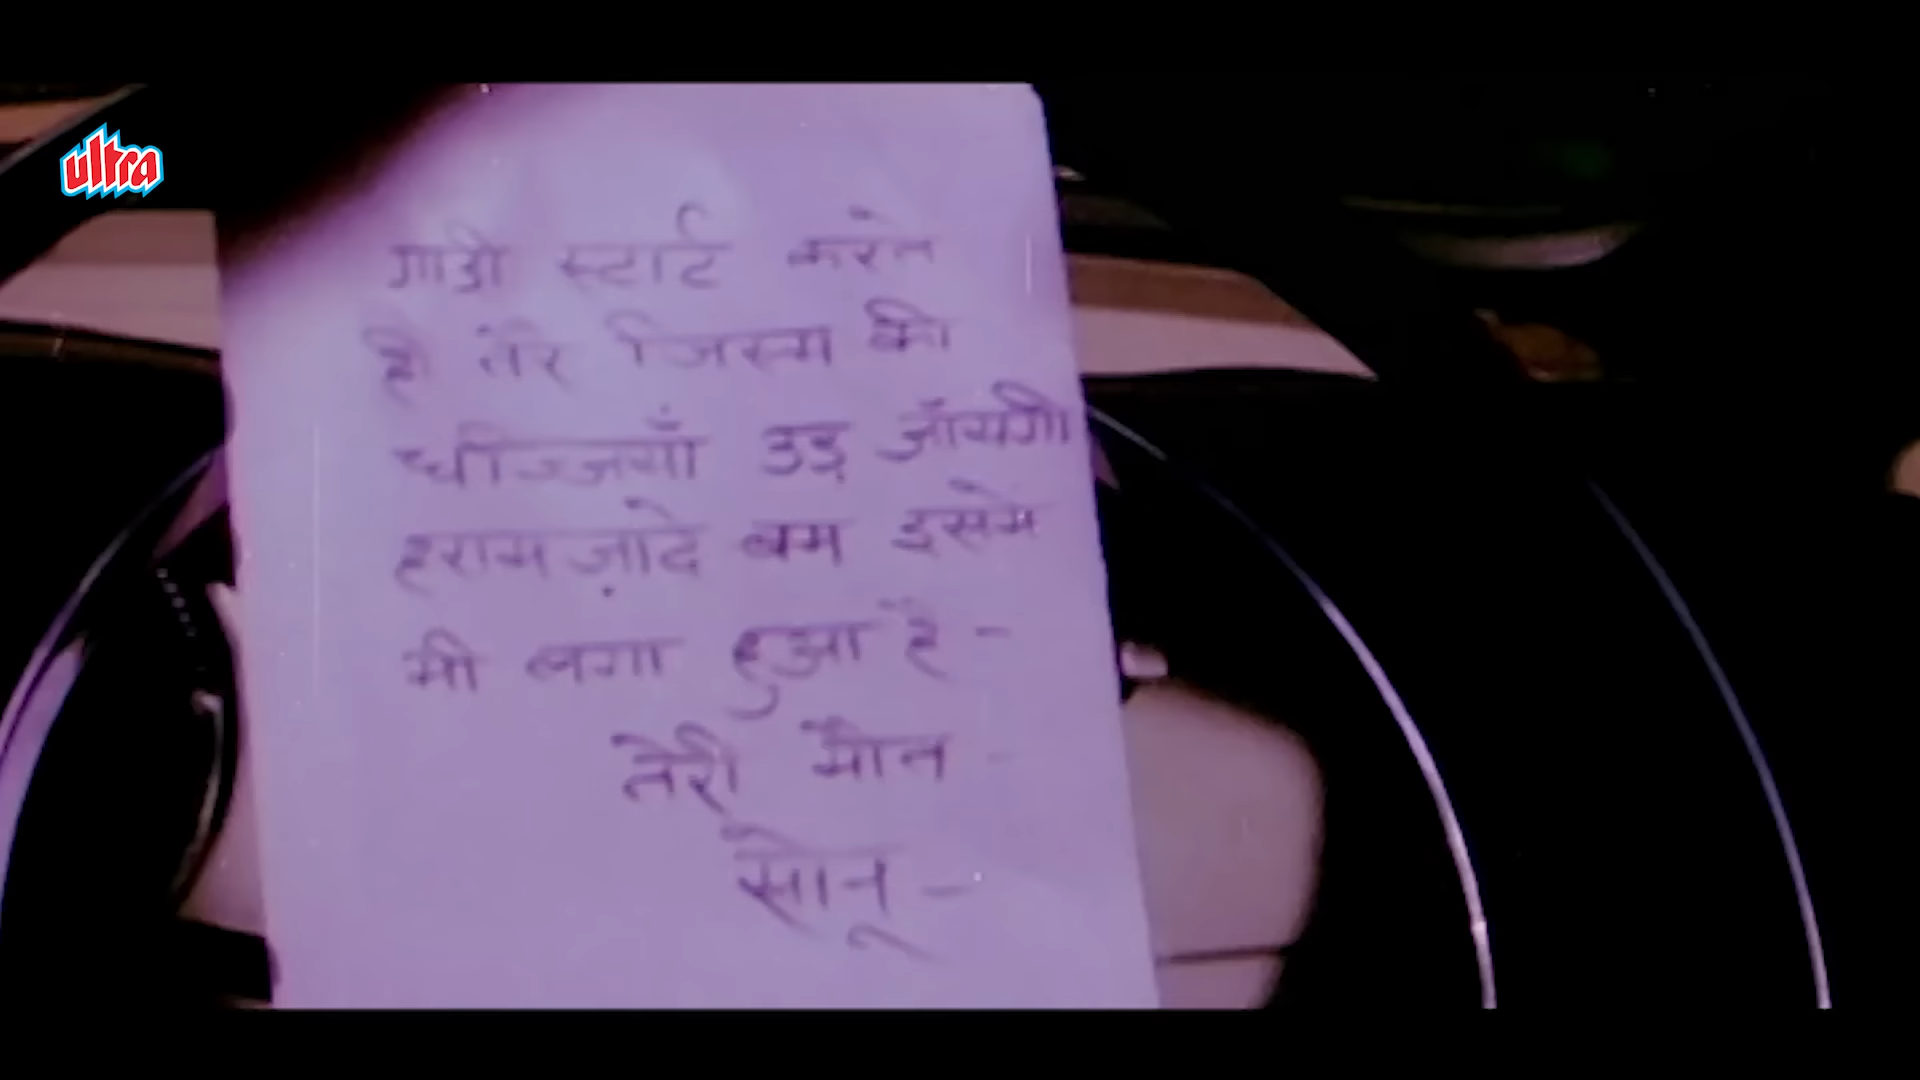 ultra
गाडी स्टार्ट करते
ही तेरे जिस्म की
धज्जियाँ उड़ जाँयेगी
हरामज़ादे बम इसमें
भी लगा हुआ है -
तेरी मौत -
सोनू -